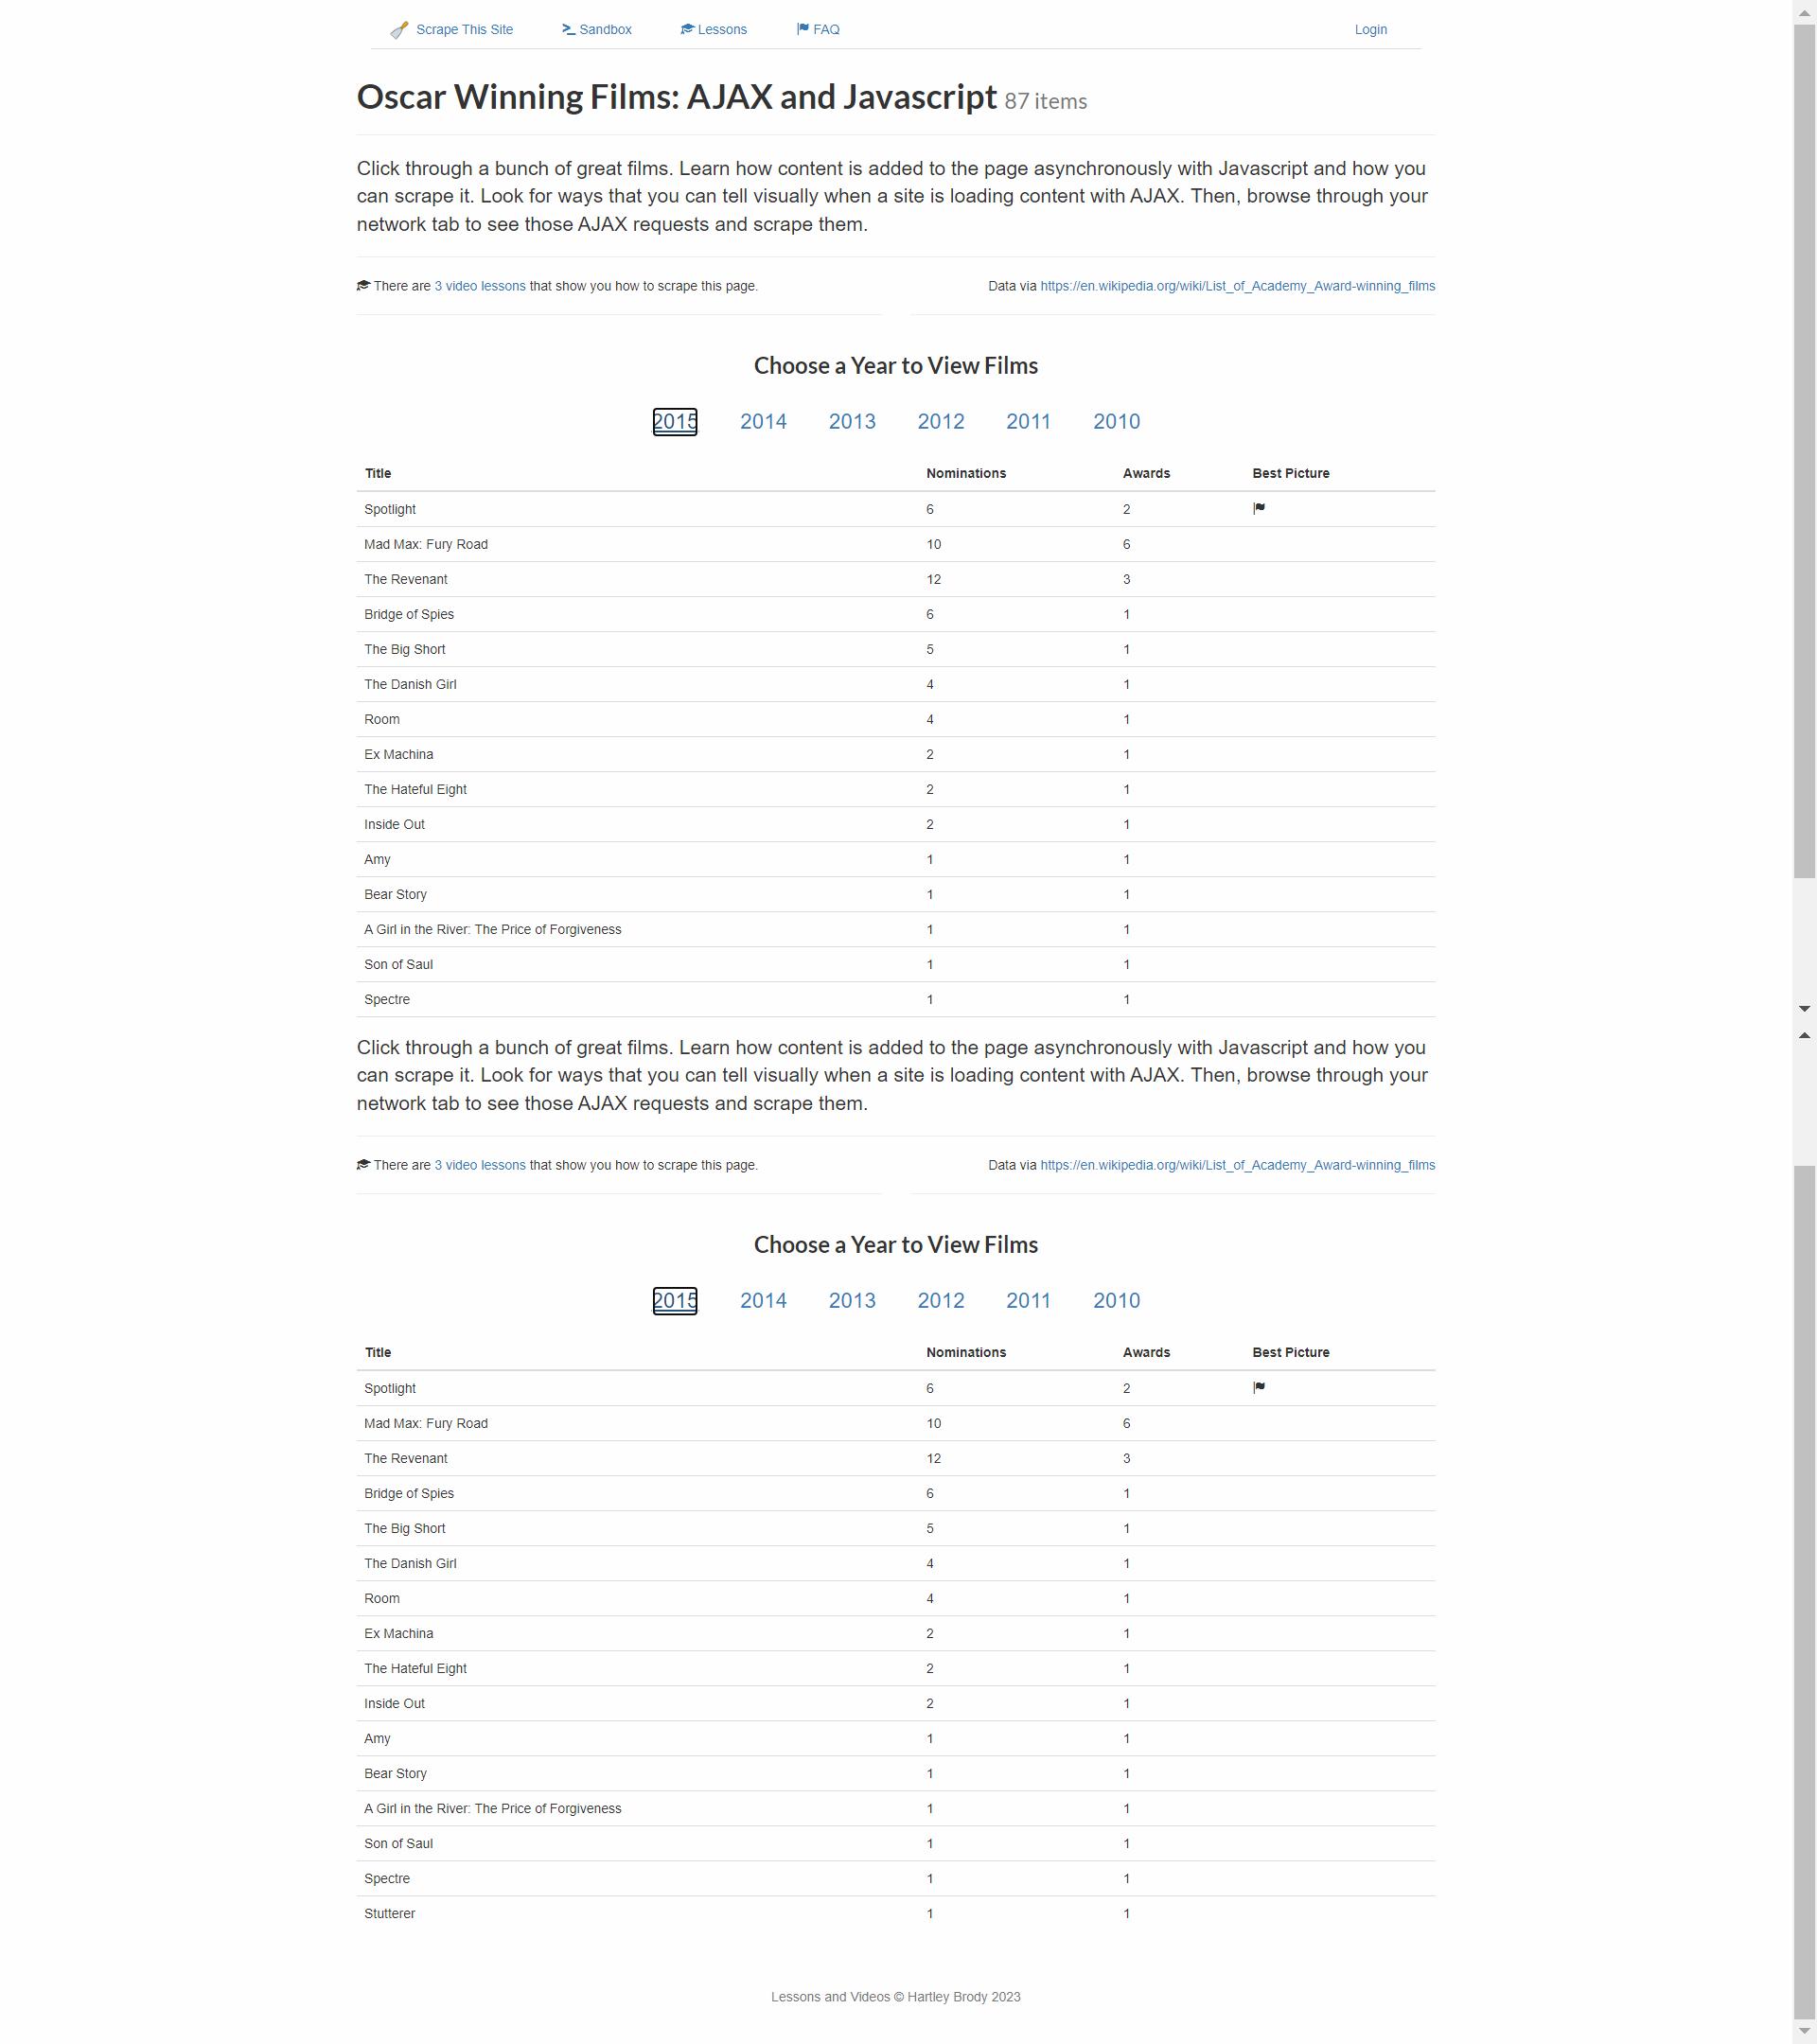 Scrape This Site Sandbox Lessons FAQ Login
Oscar Winning Films: AJAX and Javascript 87 items
Click through a bunch of great films. Learn how content is added to the page asynchronously with Javascript and how you
can scrape it. Look for ways that you can tell visually when a site is loading content with AJAX. Then, browse through your
network tab to see those AJAX requests and scrape them.
There are 3 video lessons that show you how to scrape this page. Data via https://en.wikipedia.org/wiki/List_of_Academy_Award-winning_films
Choose a Year to View Films
2015 2014 2013 2012 2011 2010
Title Nominations Awards Best Picture
Spotlight 6 2
Mad Max: Fury Road 10 6
The Revenant 12 3
Bridge of Spies 6 1
The Big Short 5 1
The Danish Girl 4 1
Room 4 1
Ex Machina 2 1
The Hateful Eight 2 1
Inside Out 2 1
Amy 1 1
Bear Story 1 1
A Girl in the River: The Price of Forgiveness 1 1
Son of Saul 1 1
Spectre 1 1
Click through a bunch of great films. Learn how content is added to the page asynchronously with Javascript and how you
can scrape it. Look for ways that you can tell visually when a site is loading content with AJAX. Then, browse through your
network tab to see those AJAX requests and scrape them.
There are 3 video lessons that show you how to scrape this page. Data via https://en.wikipedia.org/wiki/List_of_Academy_Award-winning_films
Choose a Year to View Films
2015 2014 2013 2012 2011 2010
Title Nominations Awards Best Picture
Spotlight 6 2
Mad Max: Fury Road 10 6
The Revenant 12 3
Bridge of Spies 6 1
The Big Short 5 1
The Danish Girl 4 1
Room 4 1
Ex Machina 2 1
The Hateful Eight 2 1
Inside Out 2 1
Amy 1 1
Bear Story 1 1
A Girl in the River: The Price of Forgiveness 1 1
Son of Saul 1 1
Spectre 1 1
Stutterer 1 1
Lessons and Videos © Hartley Brody 2023